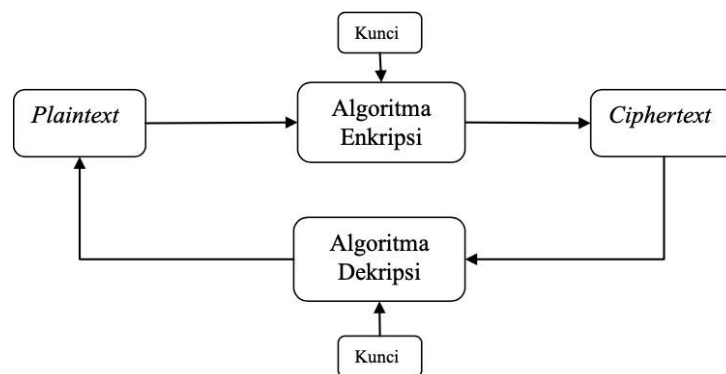 Kunci
Plaintext
Algoritma
Enkripsi
Ciphertext
Algoritma
Dekripsi
Kunci